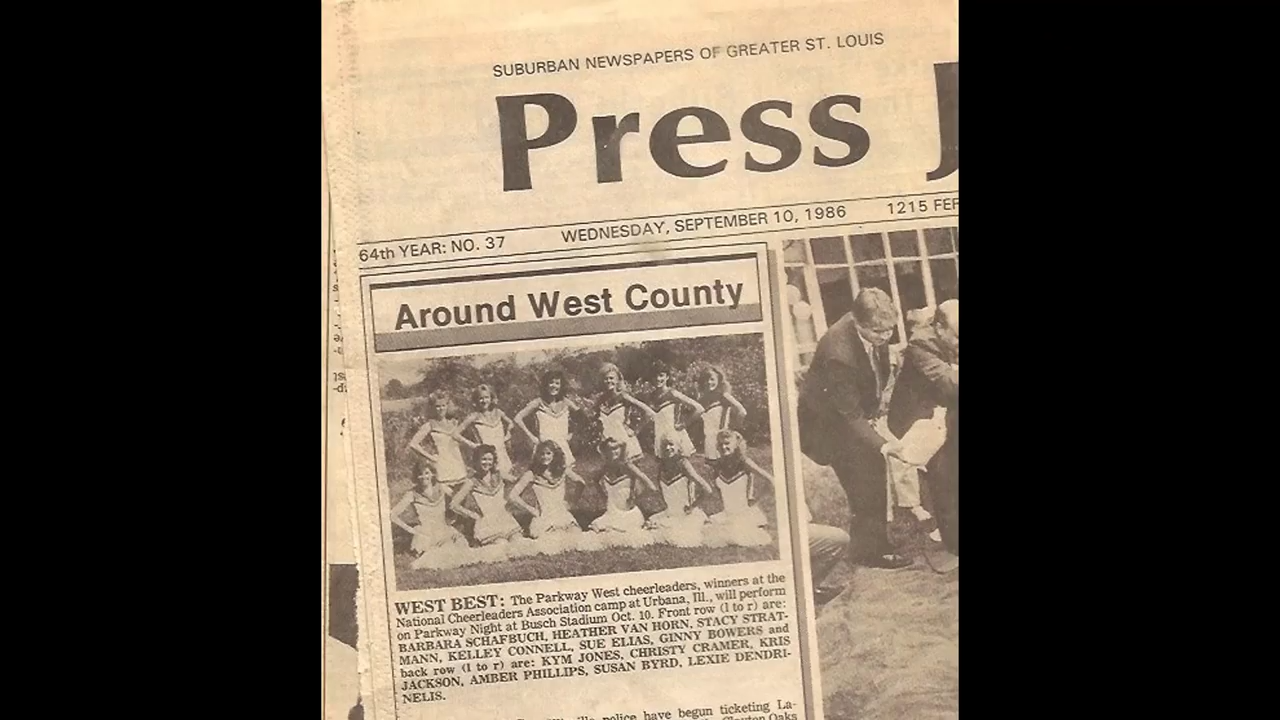 SUBURBAN NEWSPAPERS OF GREATER ST. LOUIS
Press J
64th YEAR: NO. 37 WEDNESDAY, SEPTEMBER 10, 1986 1215 FER
Around West County
WEST BEST: The Parkway West cheerleaders, winners at the
National Cheerleaders Association camp at Urbana, Ill., will perform
on Parkway Night at Busch Stadium Oct. 10. Front row (l to r) are:
BARBARA SCHAFBUCH, HEATHER VAN HORN, STACY STRAT-
MANN, KELLEY CONNELL, SUE ELIAS, GINNY BOWERS and
back row (l to r) are: KYM JONES, CHRISTY CRAMER, KRIS
JACKSON, AMBER PHILLIPS, SUSAN BYRD, LEXIE DENDRI-
NELIS.
police have begun ticketing La-
Clayton Oaks